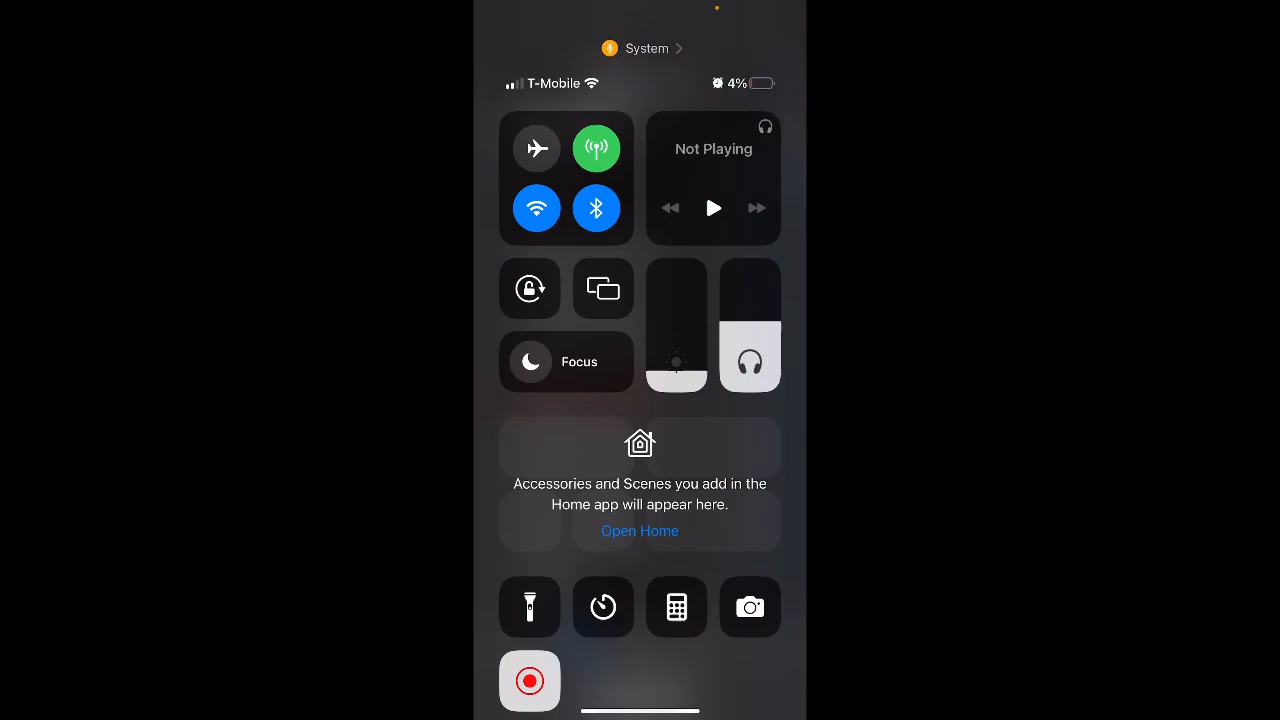 System
T-Mobile 4%
Not Playing
Focus
Accessories and Scenes you add in the
Home app will appear here.
Open Home